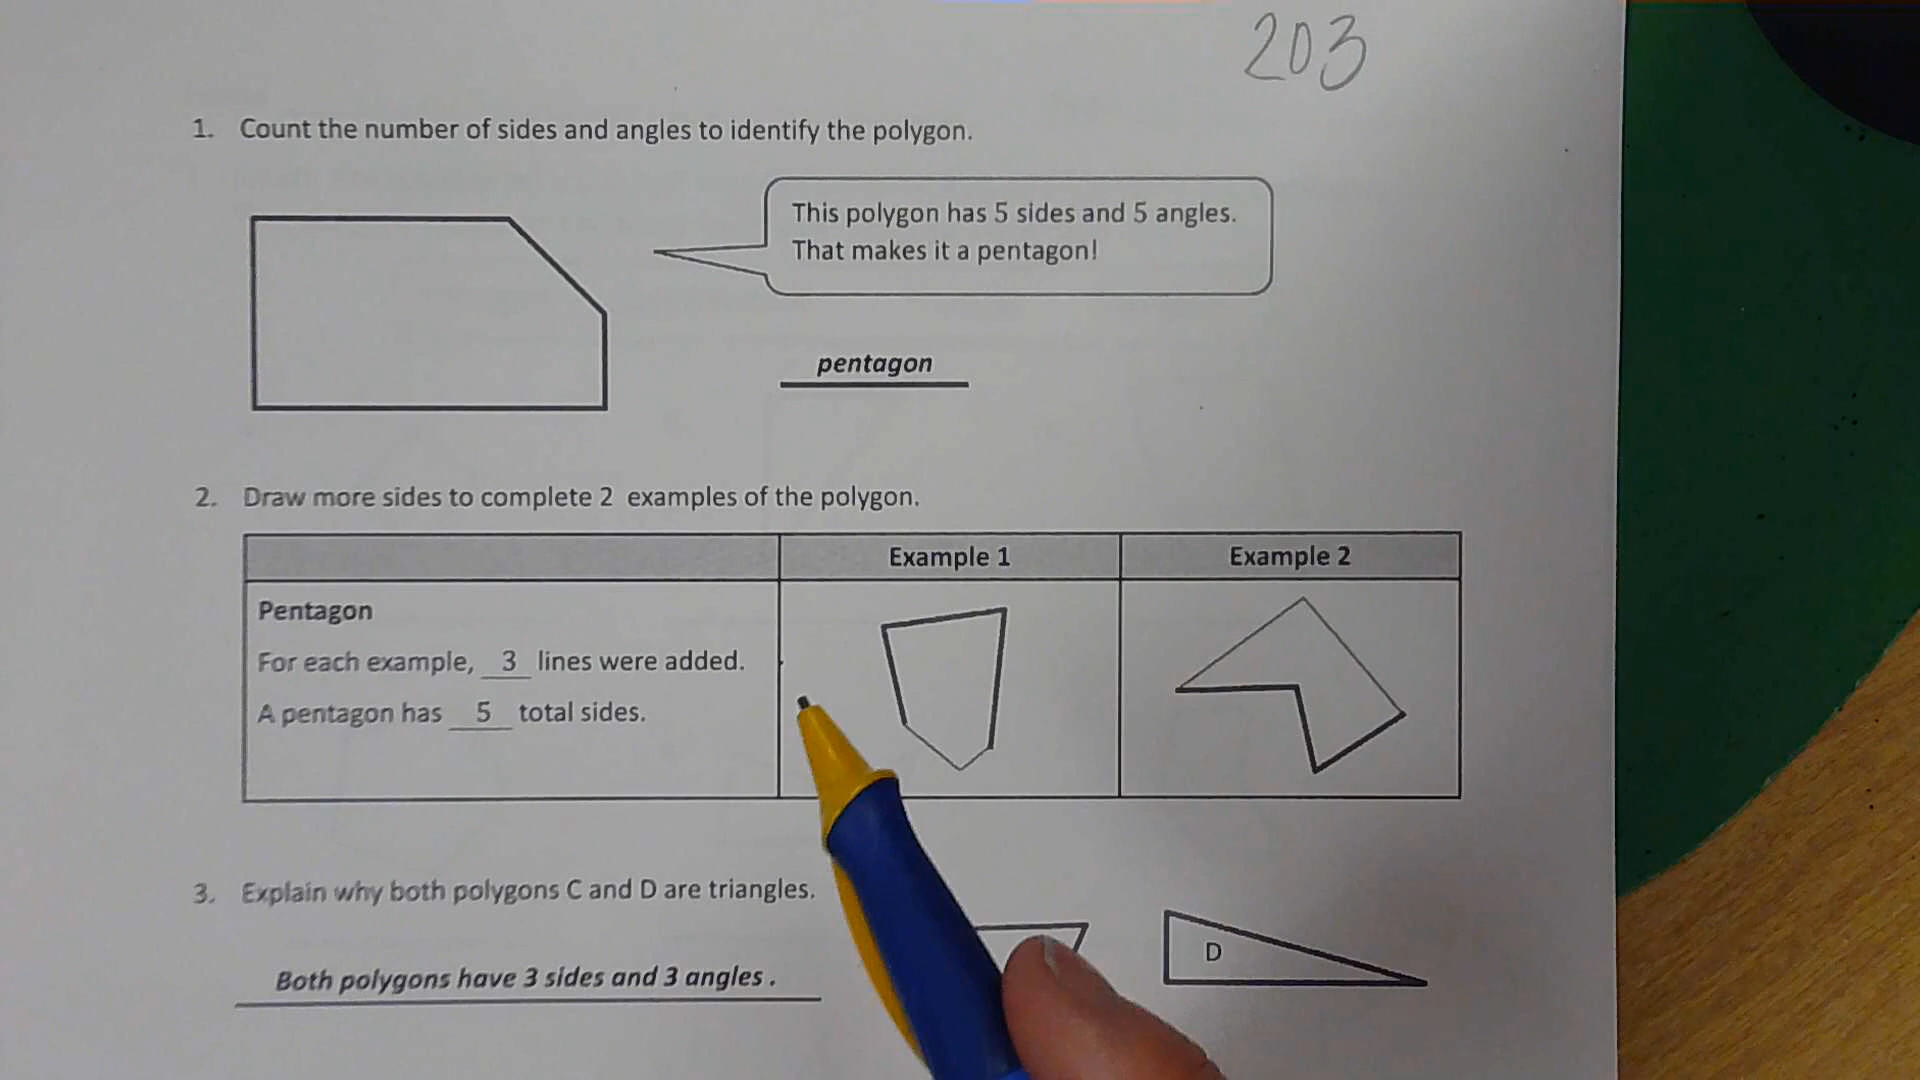 203
1. Count the number of sides and angles to identify the polygon.
This polygon has 5 sides and 5 angles.
That makes it a pentagon!
pentagon
2. Draw more sides to complete 2 examples of the polygon.
Example 1 Example 2
Pentagon
For each example, 3 lines were added.
A pentagon has 5 total sides.
3. Explain why both polygons C and D are triangles.
D
Both polygons have 3 sides and 3 angles .